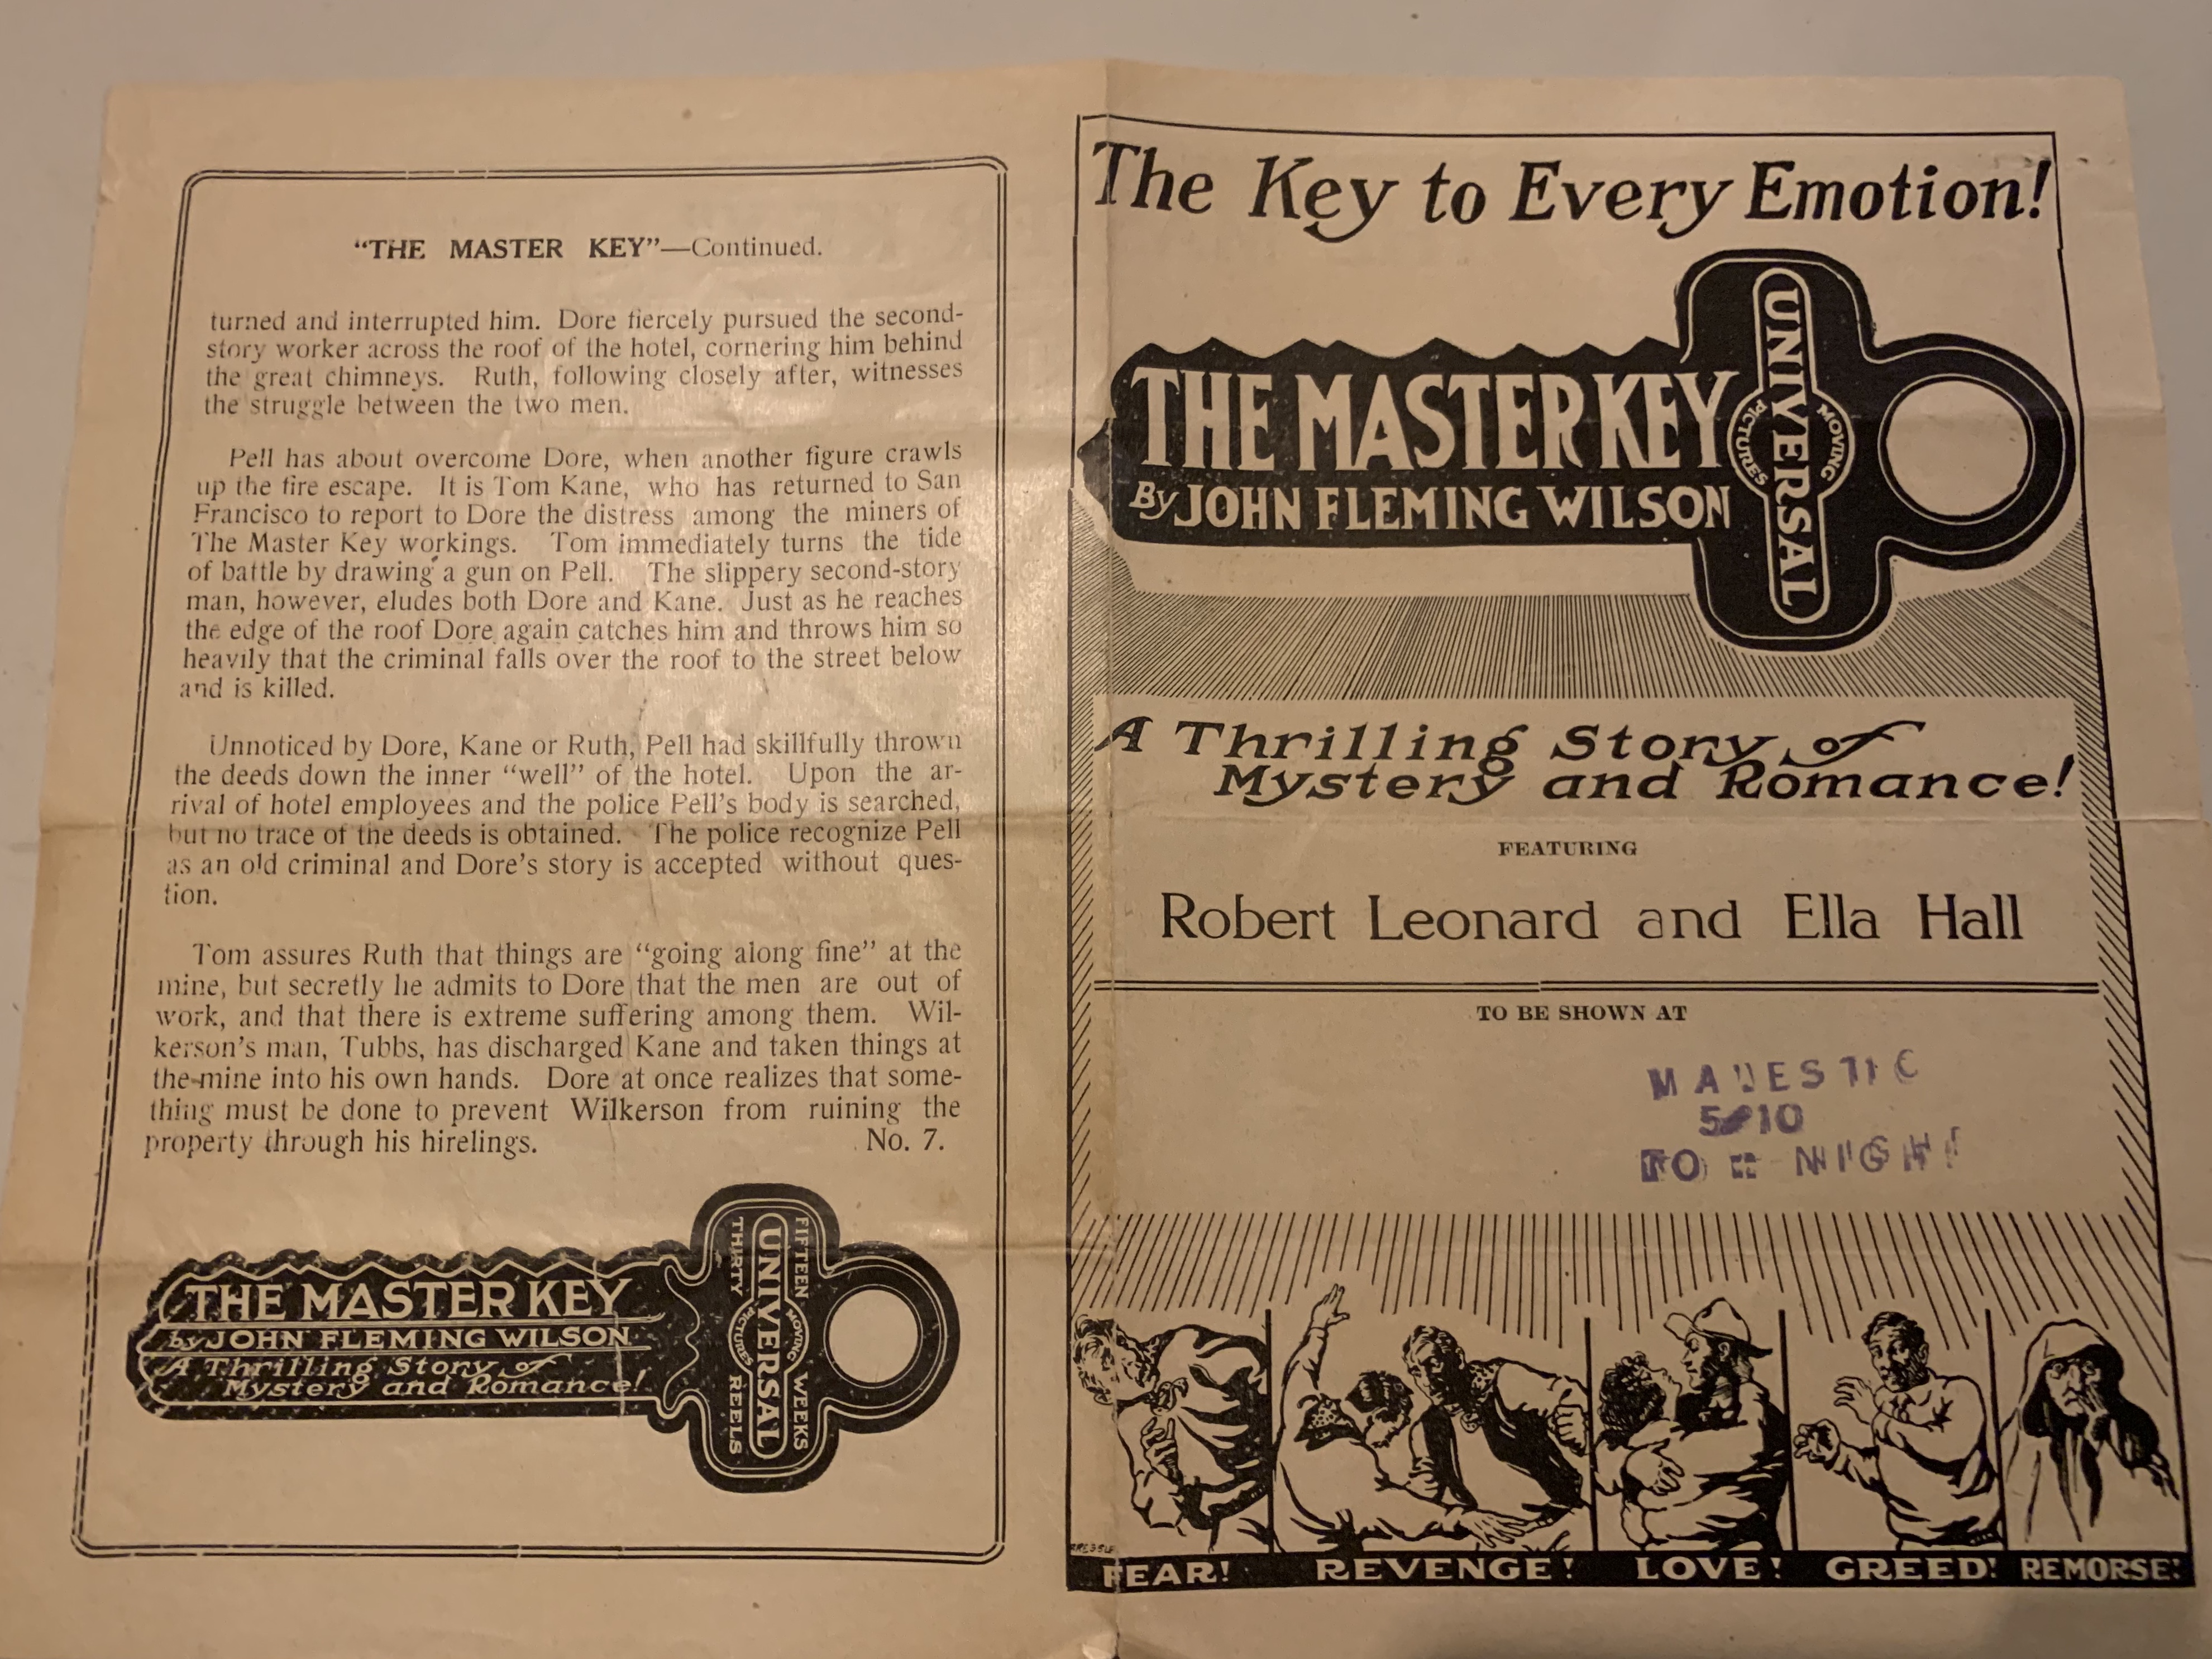 "THE MASTER KEY"—Continued.
turned and interrupted him. Dore fiercely pursued the second-
story worker across the roof of the hotel, cornering him behind
the great chimneys. Ruth, following closely after, witnesses
the struggle between the two men.
Pell has about overcome Dore, when another figure crawls
up the fire escape. It is Tom Kane, who has returned to San
Francisco to report to Dore the distress among the miners of
The Master Key workings. Tom immediately turns the tide
of battle by drawing a gun on Pell. The slippery second-story
man, however, eludes both Dore and Kane. Just as he reaches
the edge of the roof Dore again catches him and throws him so
heavily that the criminal falls over the roof to the street below
and is killed.
Unnoticed by Dore, Kane or Ruth, Pell had skillfully thrown
the deeds down the inner "well" of the hotel. Upon the ar-
rival of hotel employees and the police Pell's body is searched,
but no trace of the deeds is obtained. The police recognize Pell
as an old criminal and Dore's story is accepted without ques-
tion.
Tom assures Ruth that things are "going along fine" at the
mine, but secretly he admits to Dore that the men are out of
work, and that there is extreme suffering among them. Wil-
kerson's man, Tubbs, has discharged Kane and taken things at
the mine into his own hands. Dore at once realizes that some-
thing must be done to prevent Wilkerson from ruining the
property through his hirelings. No. 7.
THE MASTER KEY
by JOHN FLEMING WILSON
A Thrilling Story of
Mystery and Romance!
FIFTEEN WEEKS
MOVING
UNIVERSAL
PICTURES
THIRTY REELS
The Key to Every Emotion!
THE MASTER KEY
By JOHN FLEMING WILSON
UNIVERSAL
MOVING
PICTURES
A Thrilling Story of
Mystery and Romance!
FEATURING
Robert Leonard and Ella Hall
TO BE SHOWN AT
MAJESTIC
TO - NIGHT
FEAR! REVENGE! LOVE! GREED! REMORSE!